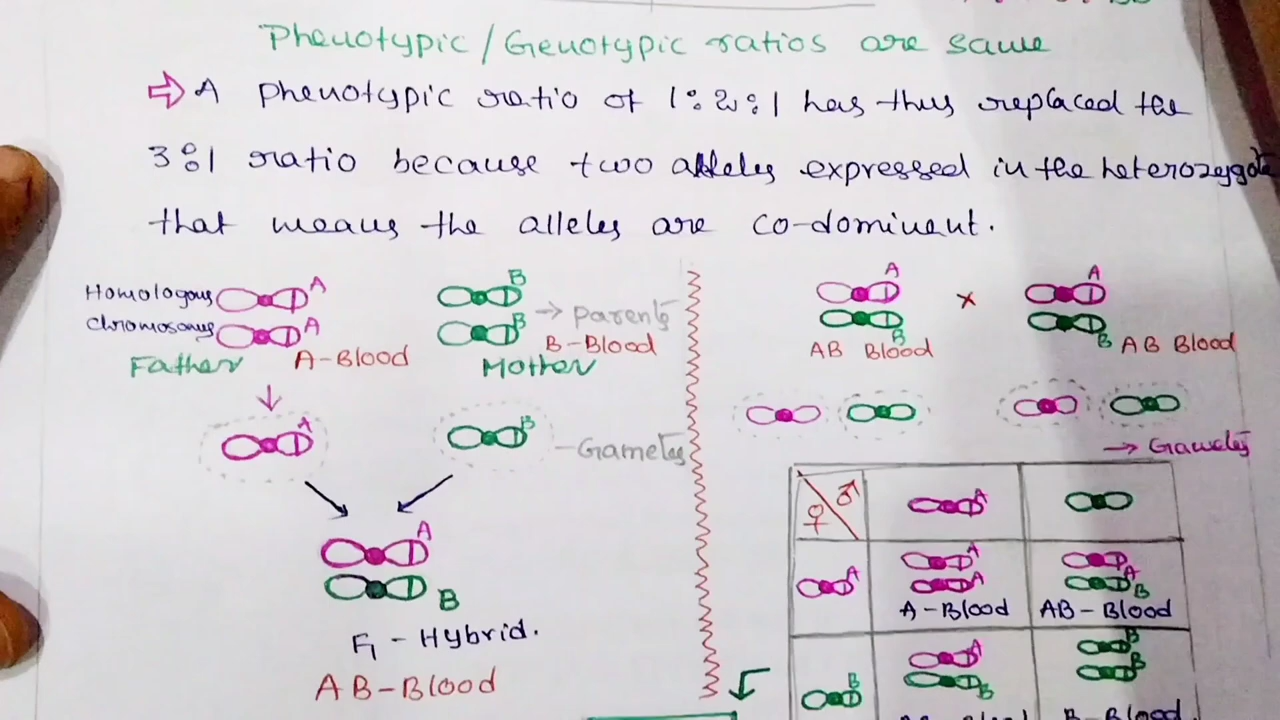 Phenotypic / Genotypic ratios are same
⇒ A phenotypic ratio of 1:2:1 has thus replaced the
3:1 ratio because two alleles expressed in the heterozygote
that means the alleles are co-dominent.
Homologous
Chromosomes
A
A
Father
A-Blood
B
B
→ parents
B-Blood
Mother
A
B
- Gametes
A
B
F1 - Hybrid.
AB-Blood
A
B
AB Blood
×
A
B
AB Blood
→ Gametes
♀ ♂
A
A
A
A
A-Blood
A
B
AB-Blood
B
A
B
B
B
B-Blood.